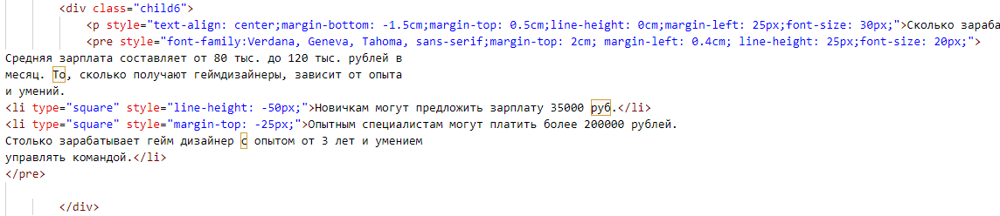 <div class="child6">
<p style="text-align: center;margin-bottom: -1.5cm;margin-top: 0.5cm;line-height: 0cm;margin-left: 25px;font-size: 30px;">Сколько зараба
<pre style="font-family:Verdana, Geneva, Tahoma, sans-serif;margin-top: 2cm; margin-left: 0.4cm; line-height: 25px;font-size: 20px;">
Средняя зарплата составляет от 80 тыс. до 120 тыс. рублей в
месяц. То, сколько получают геймдизайнеры, зависит от опыта
и умений.
<li type="square" style="line-height: -50px;">Новичкам могут предложить зарплату 35000 руб.</li>
<li type="square" style="margin-top: -25px;">Опытным специалистам могут платить более 200000 рублей.
Столько зарабатывает гейм дизайнер с опытом от 3 лет и умением
управлять командой.</li>
</pre>
</div>